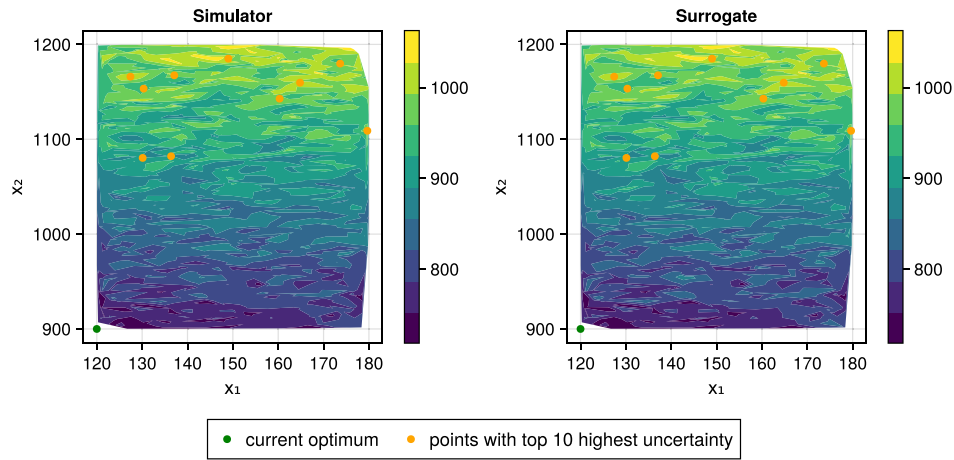 Simulator
Surrogate
1200
1100
1000
900
x₂
120 130 140 150 160 170 180
x₁
1000
900
800
1200
1100
1000
900
x₂
120 130 140 150 160 170 180
x₁
1000
900
800
current optimum
points with top 10 highest uncertainty